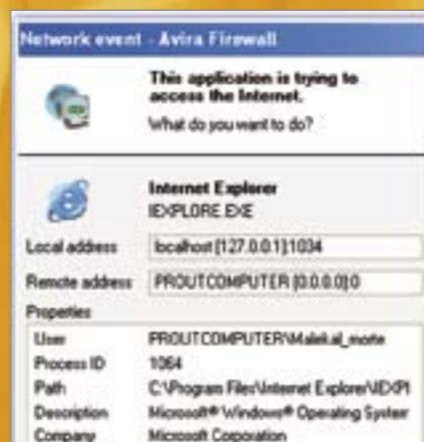 Network event - Avira Firewall
This application is trying to
access the Internet.
What do you want to do?
Internet Explorer
IEXPLORE.EXE
Local address localhost [127.0.0.1]:1034
Remote address PROUTCOMPUTER [0.0.0.0]:0
Properties
User PROUTCOMPUTER\Malekal_morte
Process ID 1064
Path C:\Program Files\Internet Explorer\IEXPl
Description Microsoft® Windows® Operating System
Company Microsoft Corporation